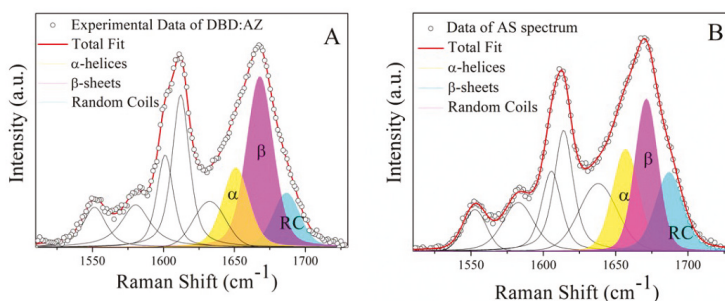 Experimental Data of DBD:AZ
Total Fit
α-helices
β-sheets
Random Coils
A
α
β
RC
Intensity (a.u.)
1550 1600 1650 1700
Raman Shift (cm-1)
Data of AS spectrum
Total Fit
α-helices
β-sheets
Random Coils
B
α
β
RC
Intensity (a.u.)
1550 1600 1650 1700
Raman Shift (cm-1)